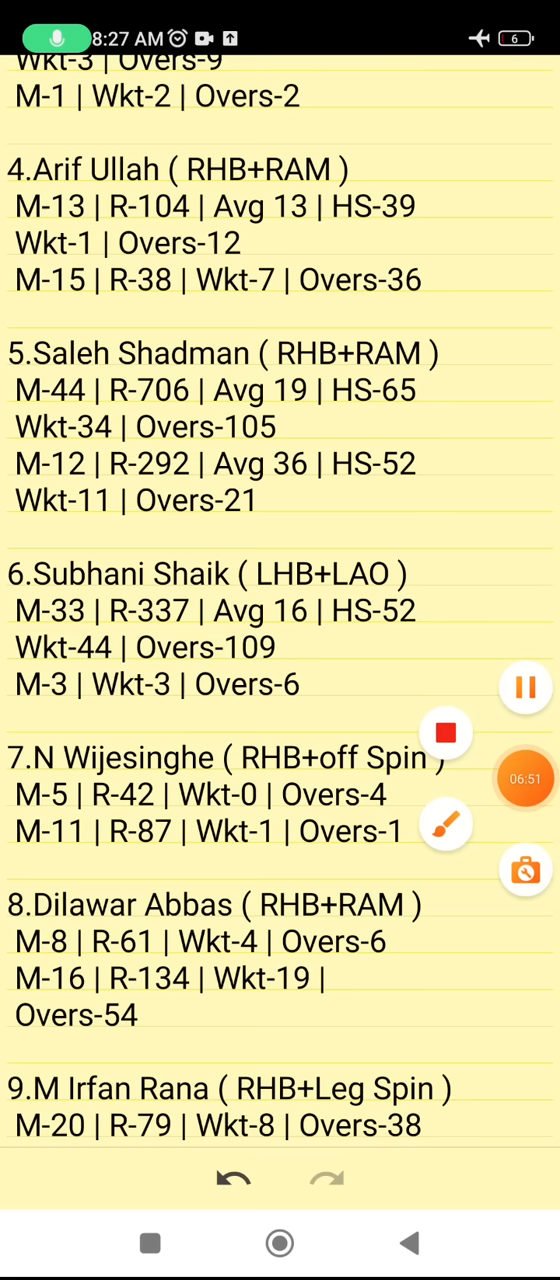 8:27 AM
6
Wkt-3 | Overs-9
M-1 | Wkt-2 | Overs-2
4.Arif Ullah ( RHB+RAM )
M-13 | R-104 | Avg 13 | HS-39
Wkt-1 | Overs-12
M-15 | R-38 | Wkt-7 | Overs-36
5.Saleh Shadman ( RHB+RAM )
M-44 | R-706 | Avg 19 | HS-65
Wkt-34 | Overs-105
M-12 | R-292 | Avg 36 | HS-52
Wkt-11 | Overs-21
6.Subhani Shaik ( LHB+LAO )
M-33 | R-337 | Avg 16 | HS-52
Wkt-44 | Overs-109
M-3 | Wkt-3 | Overs-6
7.N Wijesinghe ( RHB+off Spin )
06:51
M-5 | R-42 | Wkt-0 | Overs-4
M-11 | R-87 | Wkt-1 | Overs-1
8.Dilawar Abbas ( RHB+RAM )
M-8 | R-61 | Wkt-4 | Overs-6
M-16 | R-134 | Wkt-19 |
Overs-54
9.M Irfan Rana ( RHB+Leg Spin )
M-20 | R-79 | Wkt-8 | Overs-38